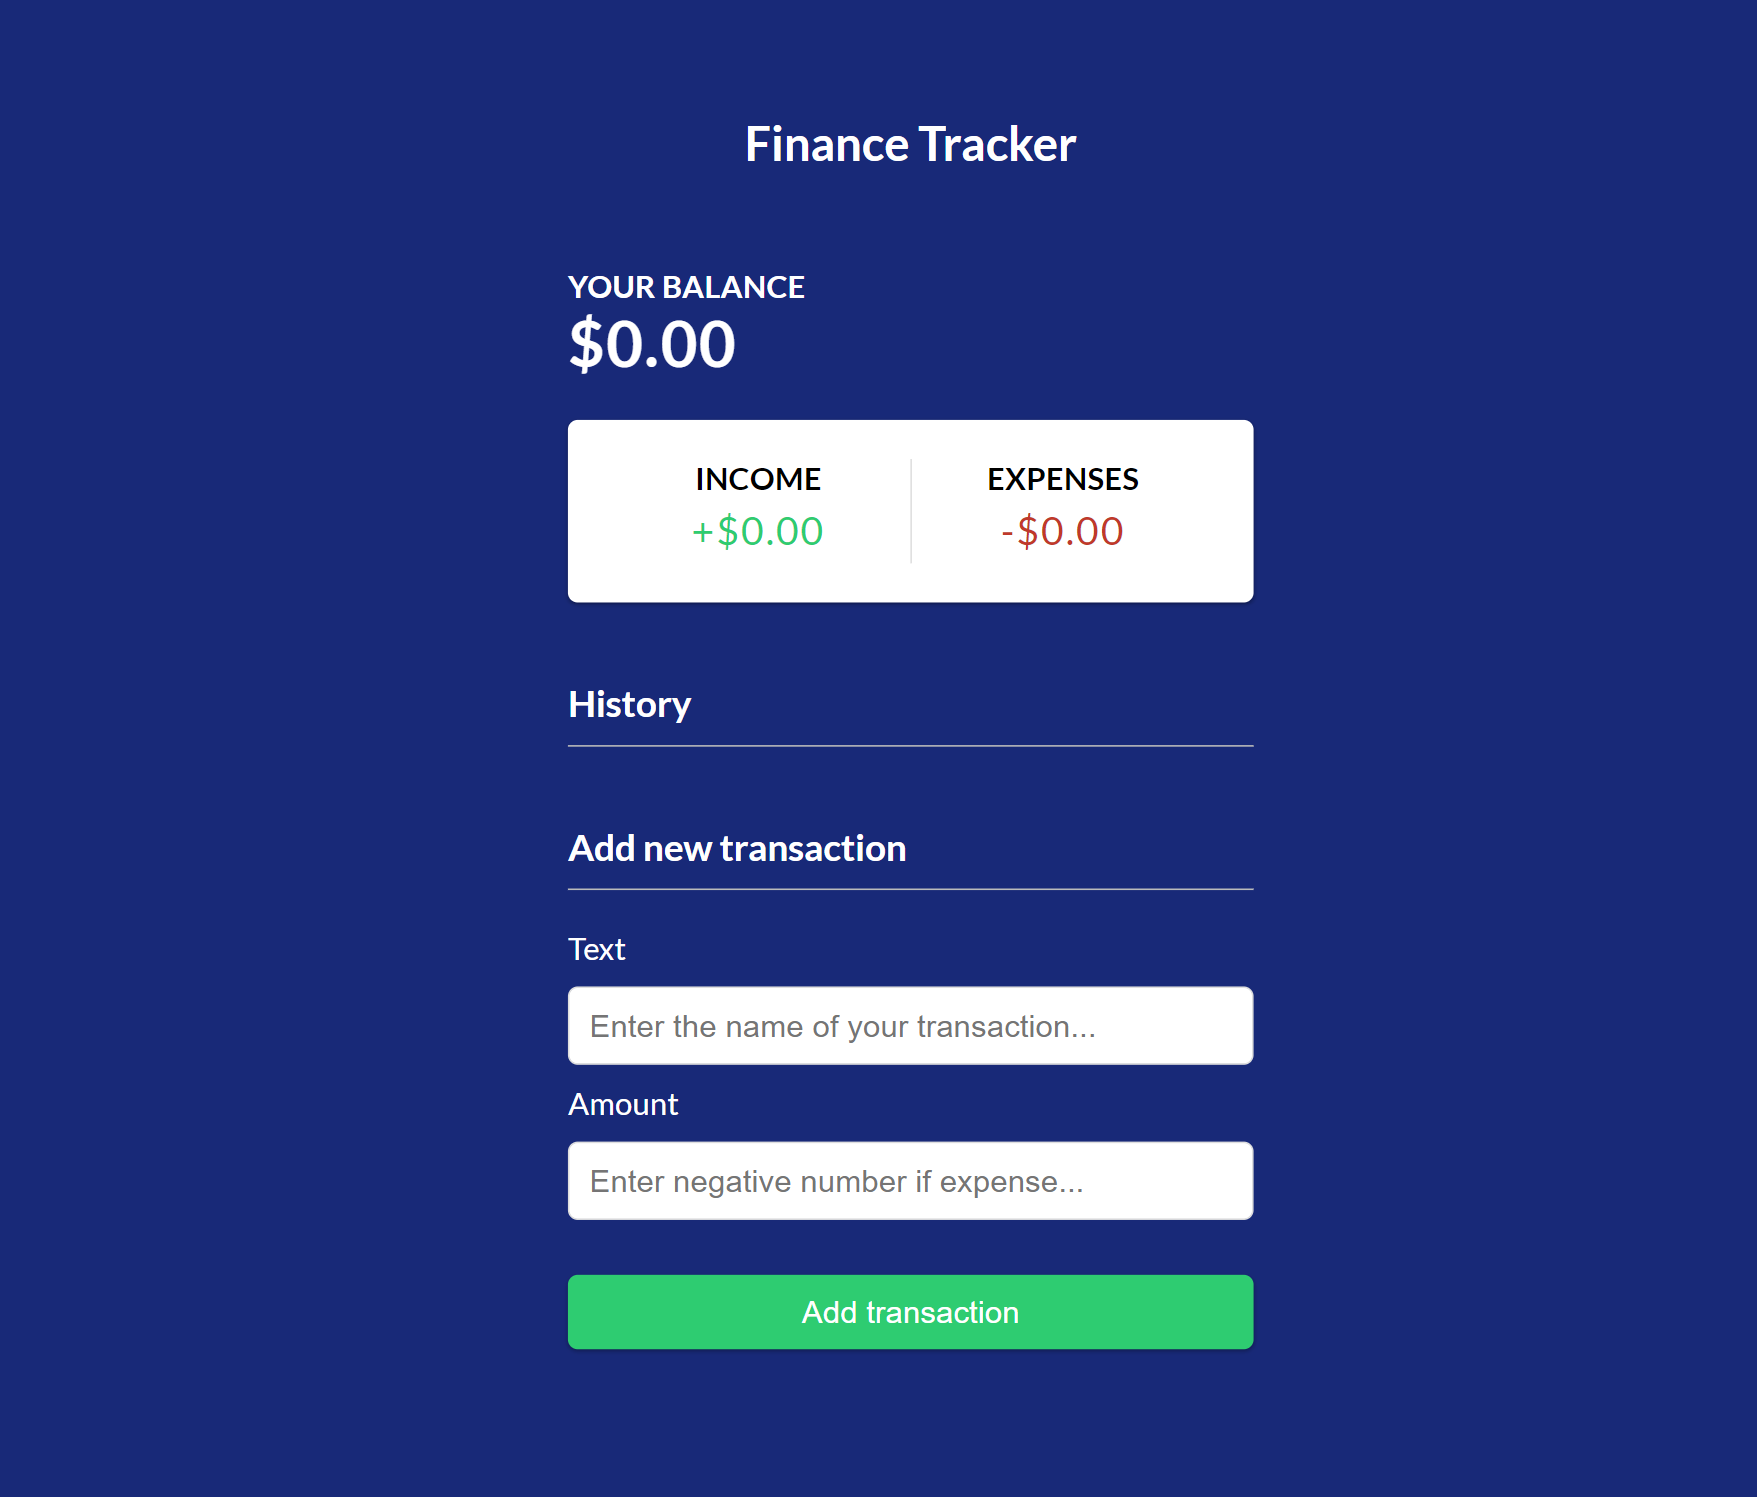 Finance Tracker
YOUR BALANCE
$0.00
INCOME
EXPENSES
+$0.00
-$0.00
History
Add new transaction
Text
Enter the name of your transaction...
Amount
Enter negative number if expense...
Add transaction